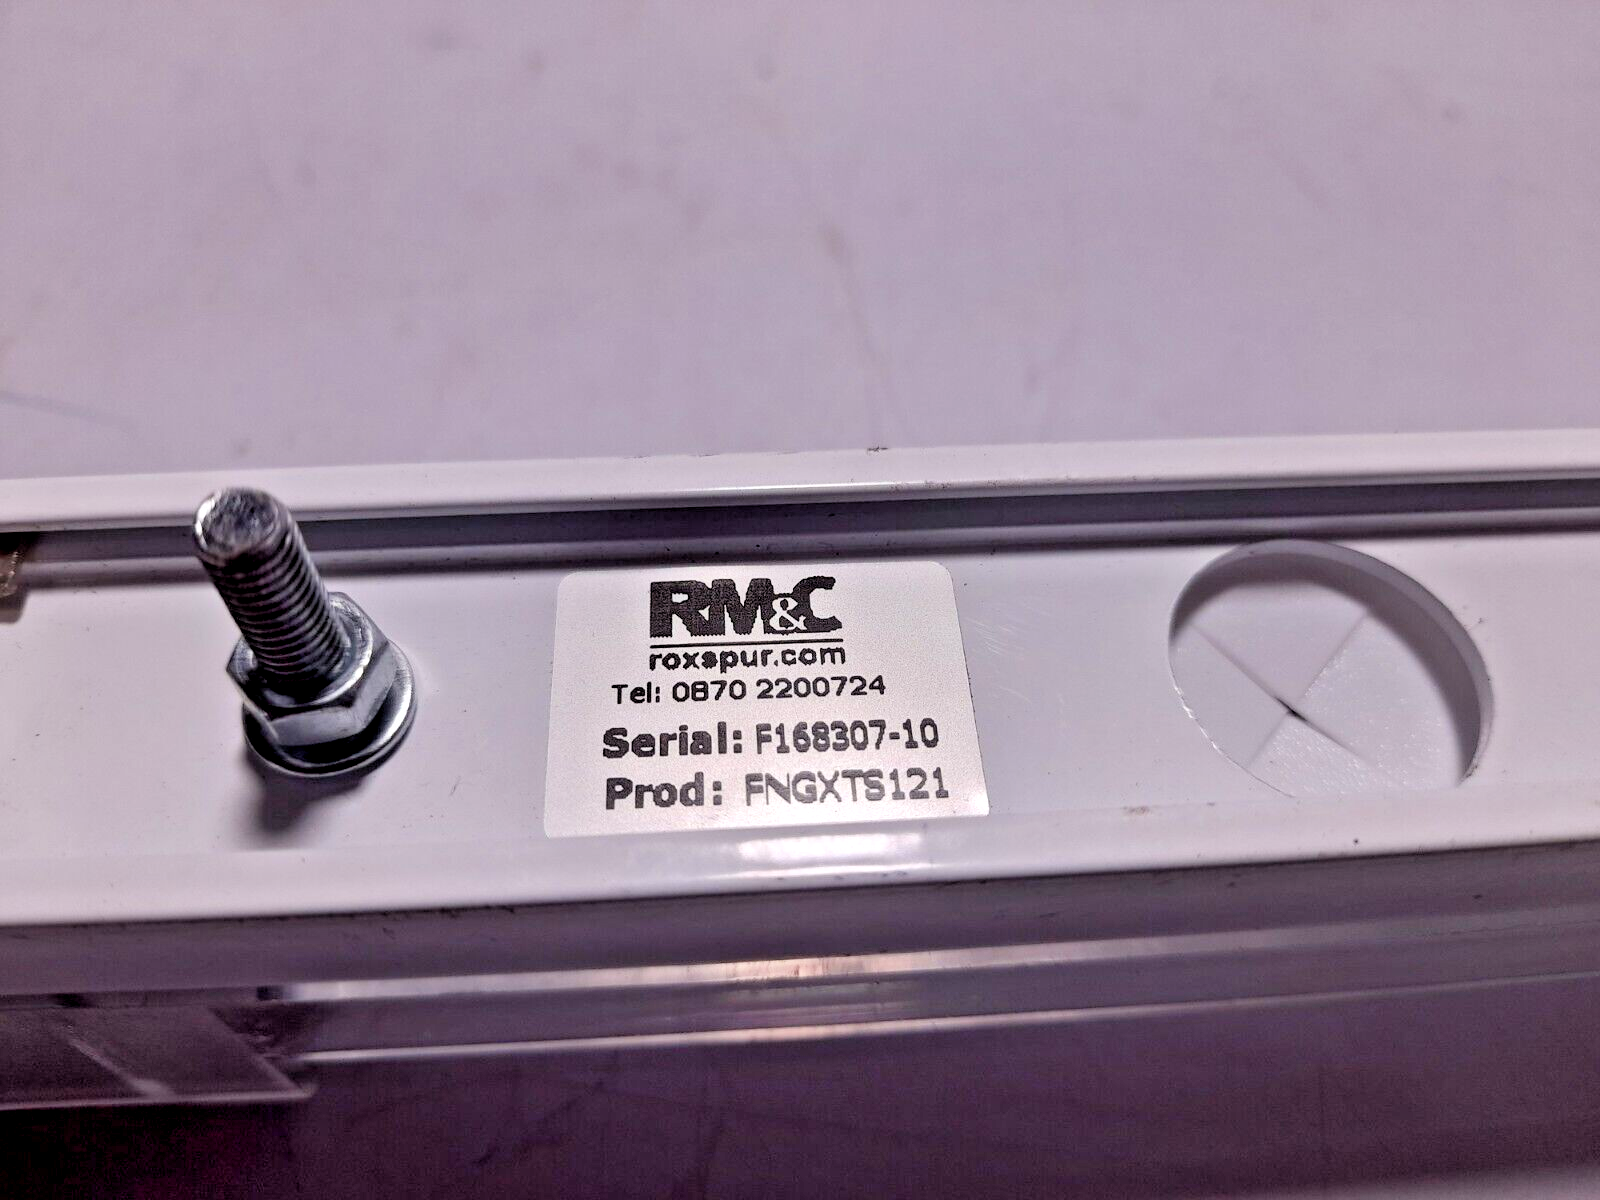 RM&C
roxspur.com
Tel: 0870 2200724
Serial: F168307-10
Prod: FNGXTS121